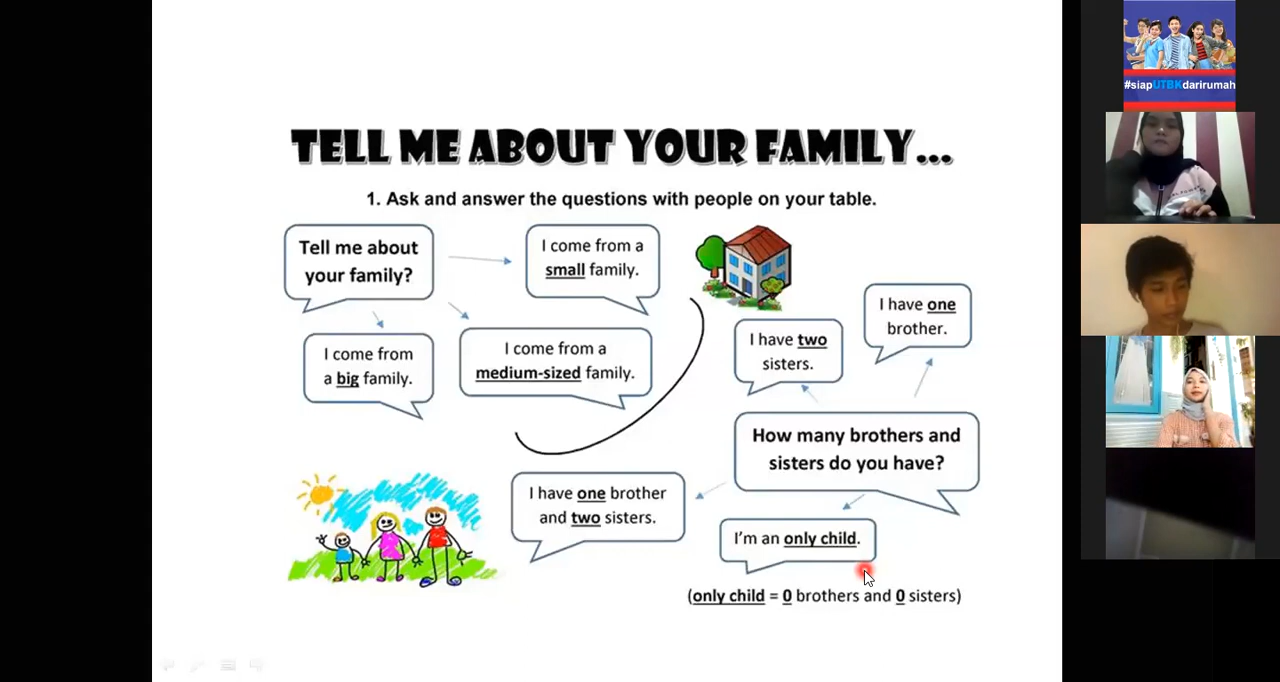 TELL ME ABOUT YOUR FAMILY...
1. Ask and answer the questions with people on your table.
Tell me about
your family?
I come from a
small family.
I come from
a big family.
I come from a
medium-sized family.
I have two
sisters.
I have one
brother.
How many brothers and
sisters do you have?
I have one brother
and two sisters.
I'm an only child.
(only child = 0 brothers and 0 sisters)
#siapUTBKdarirumah